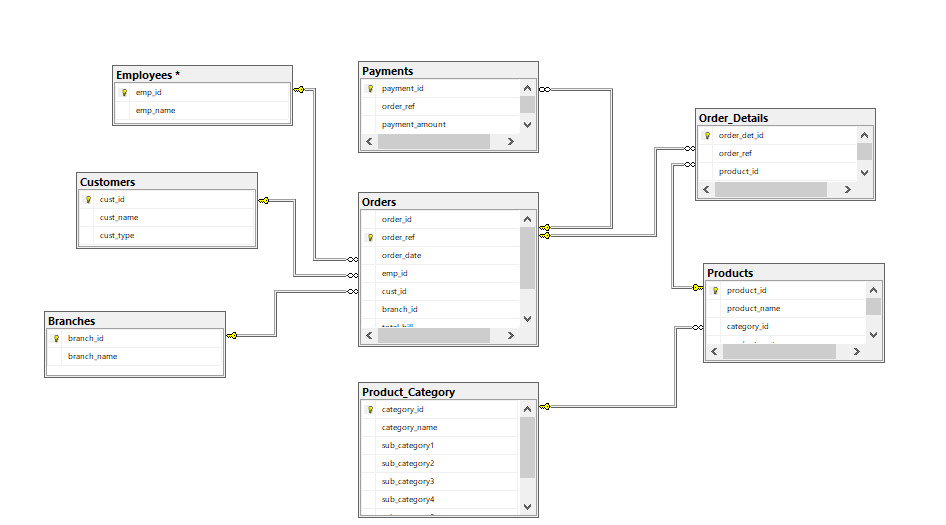 Employees *
emp_id
emp_name
Payments
payment_id
order_ref
payment_amount
Order_Details
order_det_id
order_ref
product_id
Customers
cust_id
cust_name
cust_type
Orders
order_id
order_ref
order_date
emp_id
cust_id
branch_id
total_bill
Products
product_id
product_name
category_id
Branches
branch_id
branch_name
Product_Category
category_id
category_name
sub_category1
sub_category2
sub_category3
sub_category4